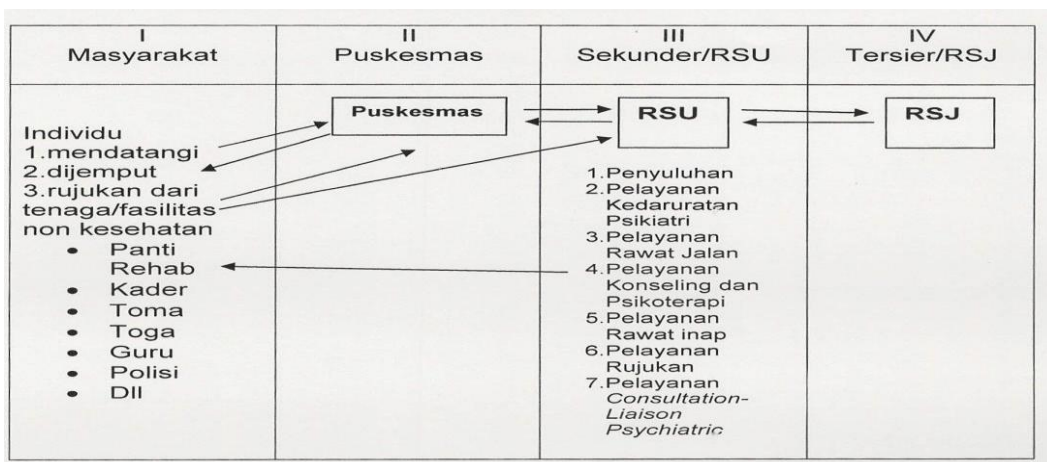 I
Masyarakat
II
Puskesmas
III
Sekunder/RSU
IV
Tersier/RSJ
Individu
1.mendatangi
2.dijemput
3.rujukan dari
tenaga/fasilitas
non kesehatan
• Panti
Rehab
• Kader
• Toma
• Toga
• Guru
• Polisi
• Dll
Puskesmas
RSU
1.Penyuluhan
2.Pelayanan
Kedaruratan
Psikiatri
3.Pelayanan
Rawat Jalan
4.Pelayanan
Konseling dan
Psikoterapi
5.Pelayanan
Rawat inap
6.Pelayanan
Rujukan
7.Pelayanan
Consultation-
Liaison
Psychiatric
RSJ